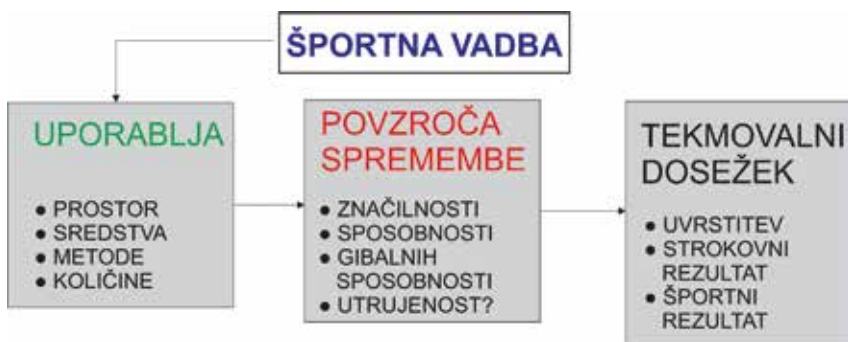 ŠPORTNA VADBA
UPORABLJA
● PROSTOR
● SREDSTVA
● METODE
● KOLIČINE
POVZROČA
SPREMEMBE
● ZNAČILNOSTI
● SPOSOBNOSTI
● GIBALNIH
SPOSOBNOSTI
● UTRUJENOST?
TEKMOVALNI
DOSEŽEK
● UVRSTITEV
● STROKOVNI
REZULTAT
● ŠPORTNI
REZULTAT